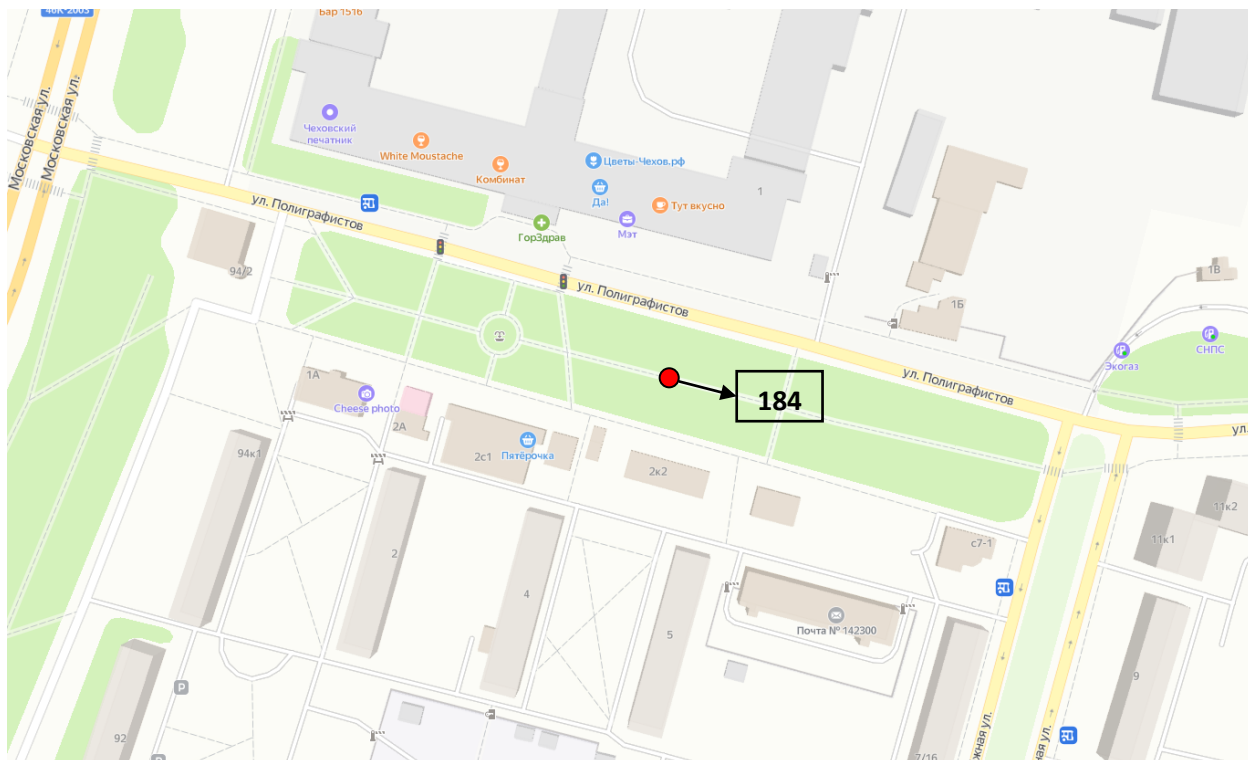 46К-2005
Бар 1516
Московская ул.
Московская ул.
Чеховский
печатник
White Moustache
Комбинат
Цветы-Чехов.рф
Да!
Тут вкусно
Мэт
ГорЗдрав
1
ул. Полиграфистов
94/2
ул. Полиграфистов
1В
1Б
СНПС
Экогаз
ул. Полиграфистов
184
ул.
1А
Cheese photo
2А
94к1
2с1
Пятёрочка
2к2
11к2
11к1
с7-1
2
4
5
Почта № 142300
9
P
92
P
7/16
жная ул.
ная ул.